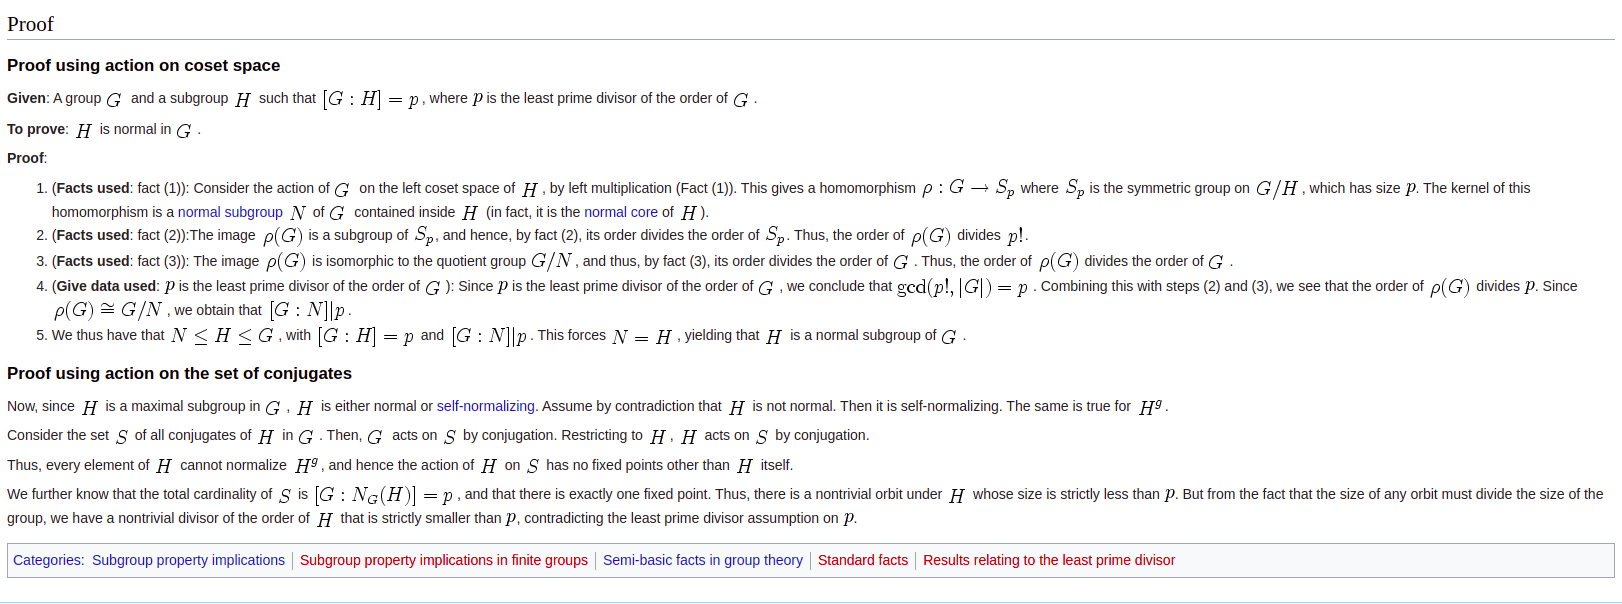 Proof
Proof using action on coset space
Given: A group G and a subgroup H such that [G : H] = p, where p is the least prime divisor of the order of G.
To prove: H is normal in G.
Proof:
1. (Facts used: fact (1)): Consider the action of G on the left coset space of H, by left multiplication (Fact (1)). This gives a homomorphism ρ : G → S_p where S_p is the symmetric group on G/H, which has size p. The kernel of this
homomorphism is a normal subgroup N of G contained inside H (in fact, it is the normal core of H).
2. (Facts used: fact (2)):The image ρ(G) is a subgroup of S_p, and hence, by fact (2), its order divides the order of S_p. Thus, the order of ρ(G) divides p!.
3. (Facts used: fact (3)): The image ρ(G) is isomorphic to the quotient group G/N, and thus, by fact (3), its order divides the order of G. Thus, the order of ρ(G) divides the order of G.
4. (Give data used: p is the least prime divisor of the order of G): Since p is the least prime divisor of the order of G, we conclude that gcd(p!, |G|) = p. Combining this with steps (2) and (3), we see that the order of ρ(G) divides p. Since
ρ(G) ≅ G/N, we obtain that [G : N]|p.
5. We thus have that N ≤ H ≤ G, with [G : H] = p and [G : N]|p. This forces N = H, yielding that H is a normal subgroup of G.
Proof using action on the set of conjugates
Now, since H is a maximal subgroup in G, H is either normal or self-normalizing. Assume by contradiction that H is not normal. Then it is self-normalizing. The same is true for H^g.
Consider the set S of all conjugates of H in G. Then, G acts on S by conjugation. Restricting to H, H acts on S by conjugation.
Thus, every element of H cannot normalize H^g, and hence the action of H on S has no fixed points other than H itself.
We further know that the total cardinality of S is [G : N_G(H)] = p, and that there is exactly one fixed point. Thus, there is a nontrivial orbit under H whose size is strictly less than p. But from the fact that the size of any orbit must divide the size of the
group, we have a nontrivial divisor of the order of H that is strictly smaller than p, contradicting the least prime divisor assumption on p.
Categories: Subgroup property implications | Subgroup property implications in finite groups | Semi-basic facts in group theory | Standard facts | Results relating to the least prime divisor